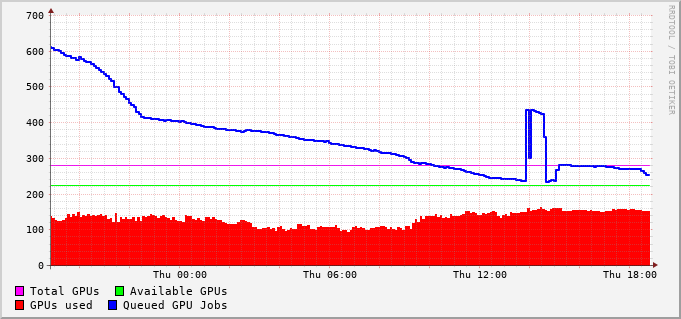 700
600
500
400
300
200
100
0
Thu 00:00 Thu 06:00 Thu 12:00 Thu 18:00
Total GPUs Available GPUs
GPUs used Queued GPU Jobs
RRDTOOL / TOBI OETIKER